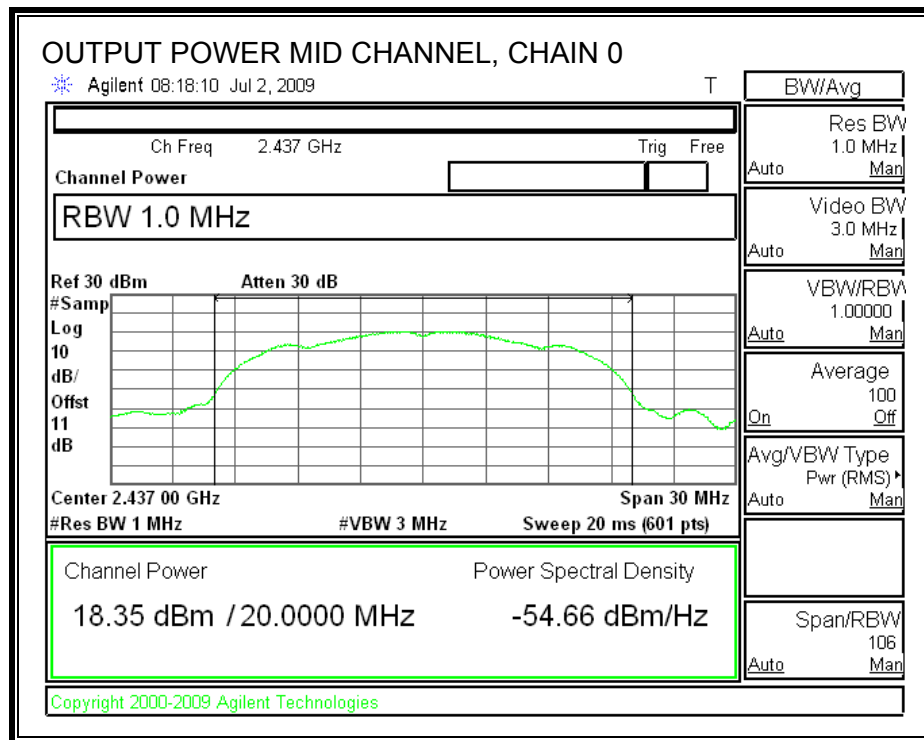 OUTPUT POWER MID CHANNEL, CHAIN 0
Agilent 08:18:10 Jul 2, 2009 T
Ch Freq 2.437 GHz Trig Free
Channel Power
RBW 1.0 MHz
Ref 30 dBm Atten 30 dB
#Samp
Log
10
dB/
Offst
11
dB
Center 2.437 00 GHz Span 30 MHz
#Res BW 1 MHz #VBW 3 MHz Sweep 20 ms (601 pts)
Channel Power Power Spectral Density
18.35 dBm / 20.0000 MHz -54.66 dBm/Hz
Copyright 2000-2009 Agilent Technologies
BW/Avg
Res BW
1.0 MHz
Auto Man
Video BW
3.0 MHz
Auto Man
VBW/RBW
1.00000
Auto Man
Average
100
On Off
Avg/VBW Type
Pwr (RMS)
Auto Man
Span/RBW
106
Auto Man